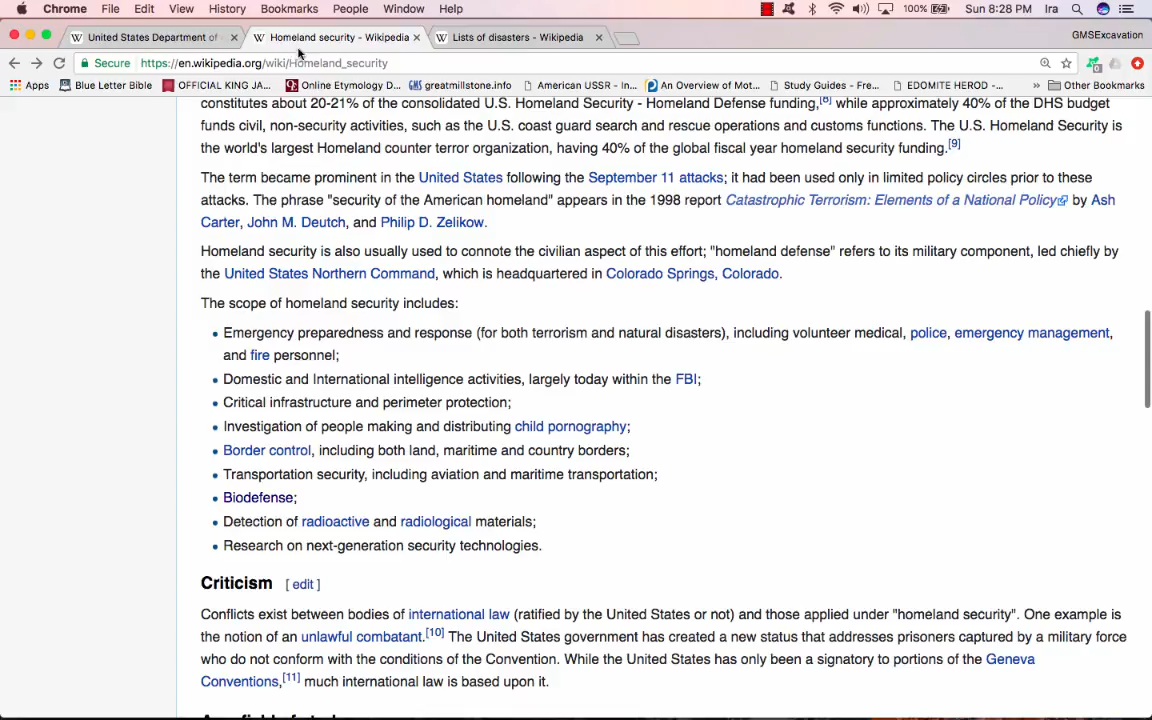 Chrome File Edit View History Bookmarks People Window Help 100% Sun 8:28 PM Ira
United States Department of Homeland security - Wikipedia Lists of disasters - Wikipedia GMSExcavation
Secure https://en.wikipedia.org/wiki/Homeland_security
Apps Blue Letter Bible OFFICIAL KING JA... Online Etymology D... greatmillstone.info American USSR - In... An Overview of Mot... Study Guides - Fre... EDOMITE HEROD -... » Other Bookmarks
constitutes about 20-21% of the consolidated U.S. Homeland Security - Homeland Defense funding,[8] while approximately 40% of the DHS budget
funds civil, non-security activities, such as the U.S. coast guard search and rescue operations and customs functions. The U.S. Homeland Security is
the world's largest Homeland counter terror organization, having 40% of the global fiscal year homeland security funding.[9]
The term became prominent in the United States following the September 11 attacks; it had been used only in limited policy circles prior to these
attacks. The phrase "security of the American homeland" appears in the 1998 report Catastrophic Terrorism: Elements of a National Policy by Ash
Carter, John M. Deutch, and Philip D. Zelikow.
Homeland security is also usually used to connote the civilian aspect of this effort; "homeland defense" refers to its military component, led chiefly by
the United States Northern Command, which is headquartered in Colorado Springs, Colorado.
The scope of homeland security includes:
• Emergency preparedness and response (for both terrorism and natural disasters), including volunteer medical, police, emergency management,
and fire personnel;
• Domestic and International intelligence activities, largely today within the FBI;
• Critical infrastructure and perimeter protection;
• Investigation of people making and distributing child pornography;
• Border control, including both land, maritime and country borders;
• Transportation security, including aviation and maritime transportation;
• Biodefense;
• Detection of radioactive and radiological materials;
• Research on next-generation security technologies.
Criticism [ edit ]
Conflicts exist between bodies of international law (ratified by the United States or not) and those applied under "homeland security". One example is
the notion of an unlawful combatant.[10] The United States government has created a new status that addresses prisoners captured by a military force
who do not conform with the conditions of the Convention. While the United States has only been a signatory to portions of the Geneva
Conventions,[11] much international law is based upon it.